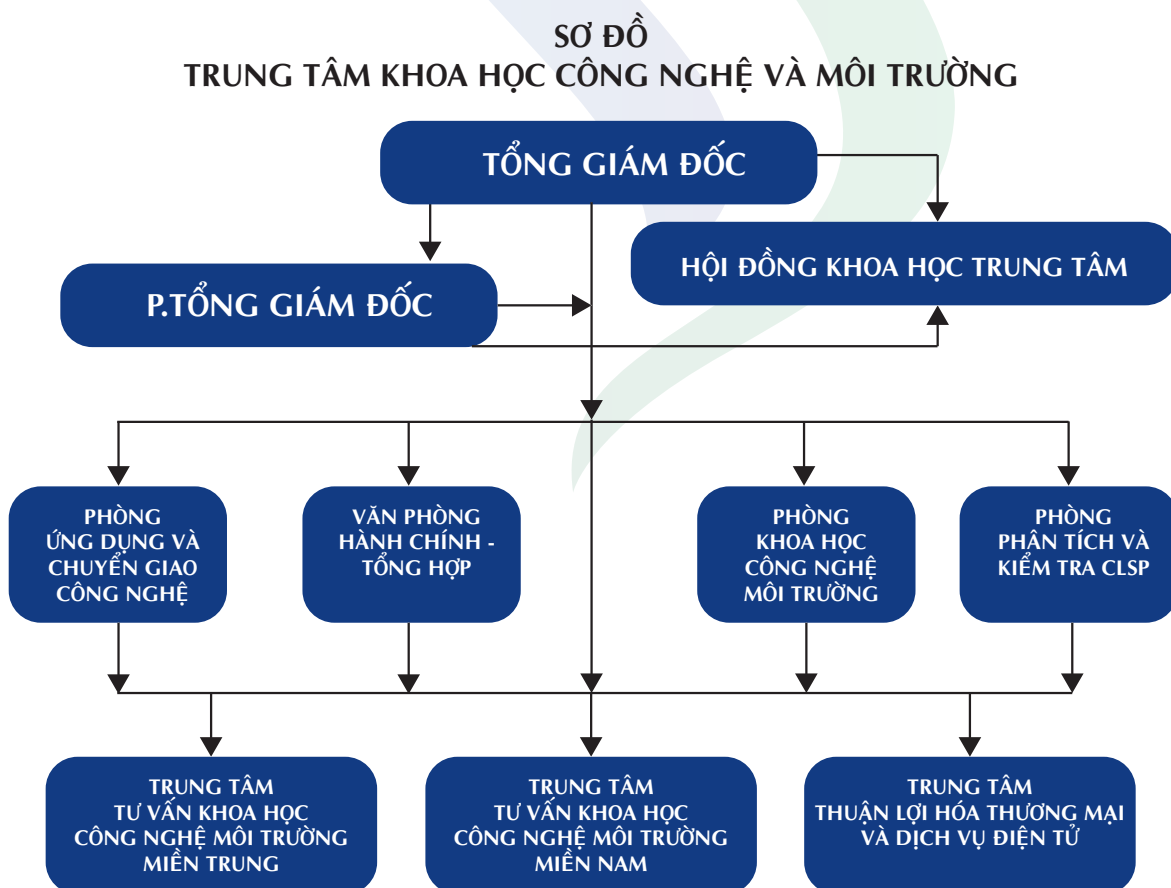 SƠ ĐỒ
TRUNG TÂM KHOA HỌC CÔNG NGHỆ VÀ MÔI TRƯỜNG
TỔNG GIÁM ĐỐC
HỘI ĐỒNG KHOA HỌC TRUNG TÂM
P.TỔNG GIÁM ĐỐC
PHÒNG
ỨNG DỤNG VÀ
CHUYỂN GIAO
CÔNG NGHỆ
VĂN PHÒNG
HÀNH CHÍNH -
TỔNG HỢP
PHÒNG
KHOA HỌC
CÔNG NGHỆ
MÔI TRƯỜNG
PHÒNG
PHÂN TÍCH VÀ
KIỂM TRA CLSP
TRUNG TÂM
TƯ VẤN KHOA HỌC
CÔNG NGHỆ MÔI TRƯỜNG
MIỀN TRUNG
TRUNG TÂM
TƯ VẤN KHOA HỌC
CÔNG NGHỆ MÔI TRƯỜNG
MIỀN NAM
TRUNG TÂM
THUẬN LỢI HÓA THƯƠNG MẠI
VÀ DỊCH VỤ ĐIỆN TỬ